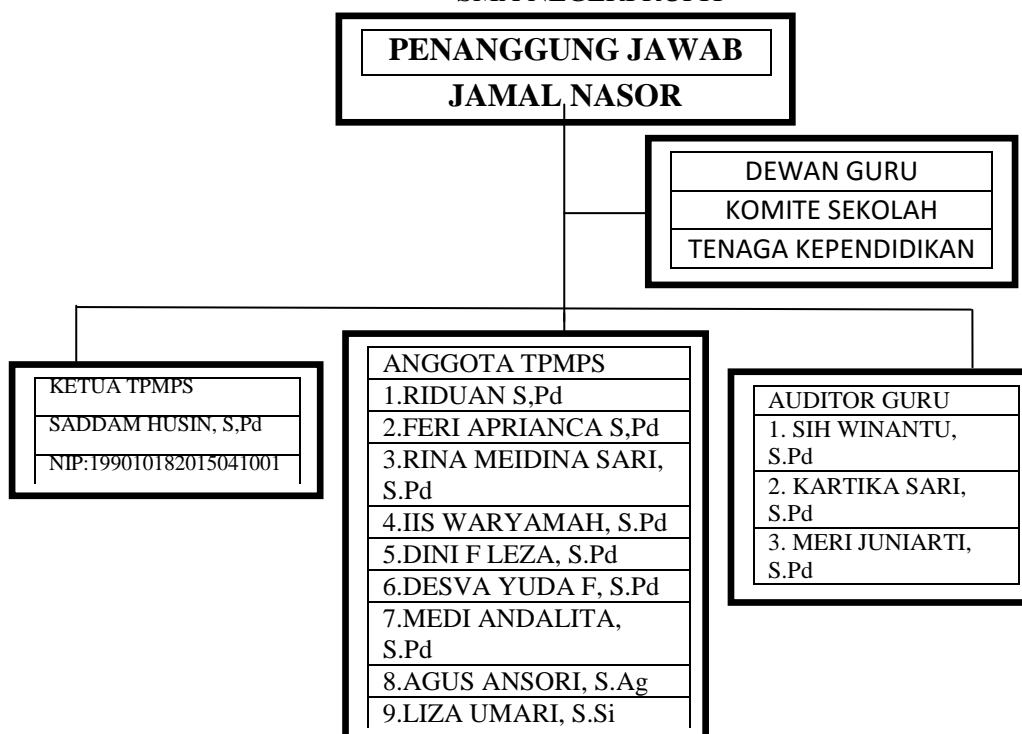 PENANGGUNG JAWAB
JAMAL NASOR
DEWAN GURU
KOMITE SEKOLAH
TENAGA KEPENDIDIKAN
KETUA TPMPS
SADDAM HUSIN, S,Pd
NIP:199010182015041001
ANGGOTA TPMPS
1.RIDUAN S,Pd
2.FERI APRIANCA S,Pd
3.RINA MEIDINA SARI,
S.Pd
4.IIS WARYAMAH, S.Pd
5.DINI F LEZA, S.Pd
6.DESVA YUDA F, S.Pd
7.MEDI ANDALITA,
S.Pd
8.AGUS ANSORI, S.Ag
9.LIZA UMARI, S.Si
AUDITOR GURU
1. SIH WINANTU,
S.Pd
2. KARTIKA SARI,
S.Pd
3. MERI JUNIARTI,
S.Pd